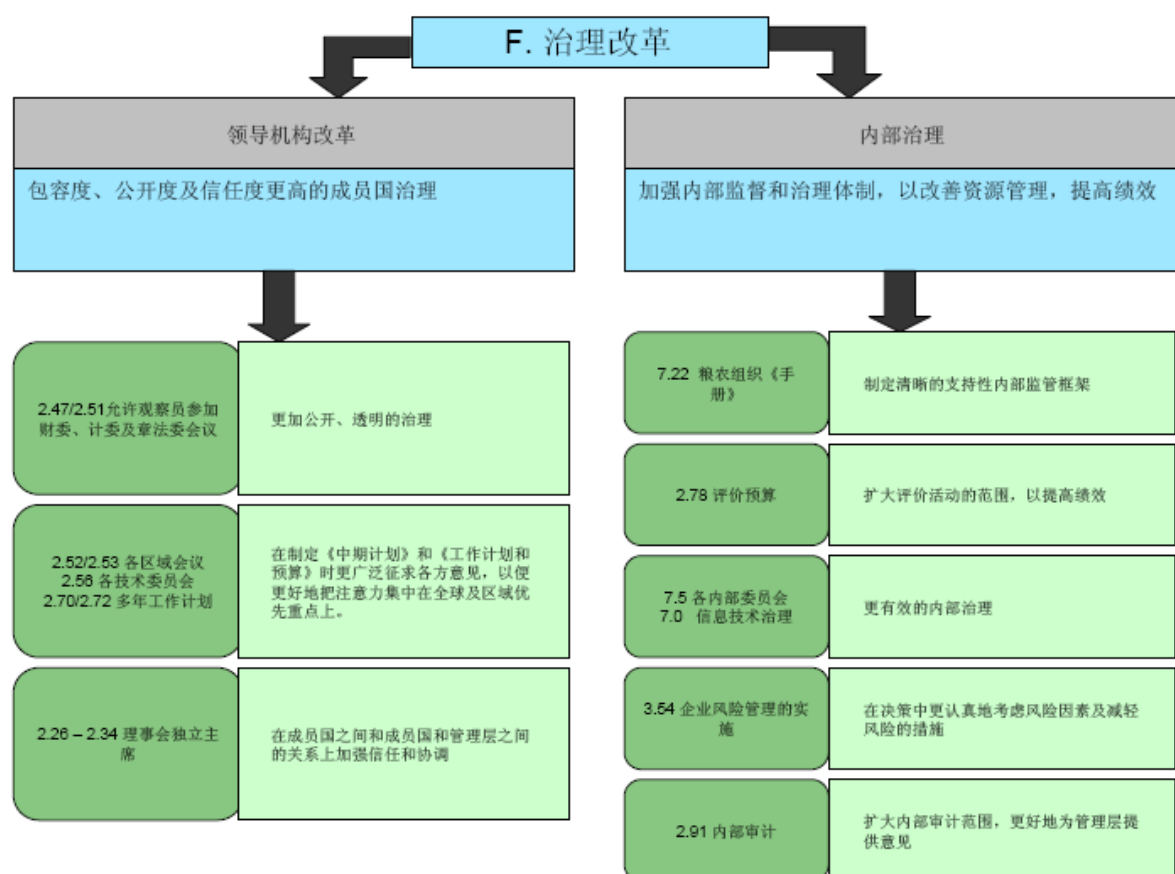 F. 治理改革
领导机构改革
包容度、公开度及信任度更高的成员国治理
2.47/2.51允许观察员参加
财委、计委及章法委会议
更加公开、透明的治理
2.52/2.53 各区域会议
2.56 各技术委员会
2.70/2.72 多年工作计划
在制定《中期计划》和《工作计划和
预算》时更广泛征求各方意见，以便
更好地把注意力集中在全球及区域优
先重点上。
2.26 – 2.34 理事会独立主
席
在成员国之间和成员国和管理层之间
的关系上加强信任和协调
内部治理
加强内部监督和治理体制，以改善资源管理，提高绩效
7.22 粮农组织《手
册》
制定清晰的支持性内部监管框架
2.78 评价预算
扩大评价活动的范围，以提高绩效
7.5 各内部委员会
7.0 信息技术治理
更有效的内部治理
3.54 企业风险管理的实
施
在决策中更认真地考虑风险因素及减轻
风险的措施
2.91 内部审计
扩大内部审计范围，更好地为管理层提
供意见